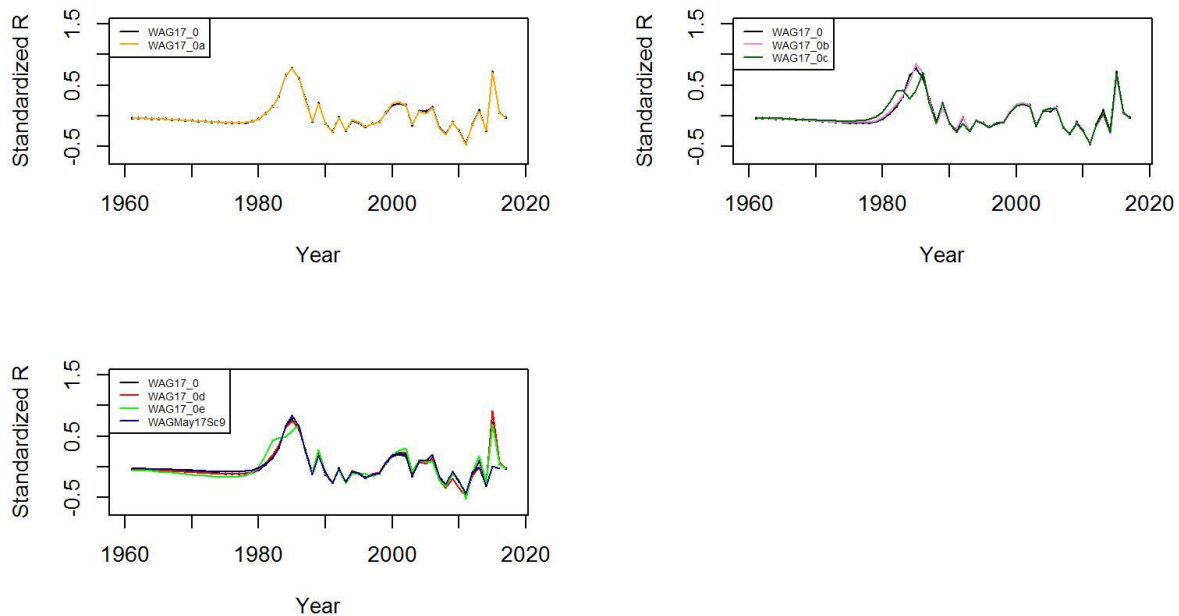 Standardized R
1.5
0.5
-0.5
WAG17_0
WAG17_0a
1960
1980
2000
2020
Year
Standardized R
1.5
0.5
-0.5
WAG17_0
WAG17_0b
WAG17_0c
1960
1980
2000
2020
Year
Standardized R
1.5
0.5
-0.5
WAG17_0
WAG17_0d
WAG17_0e
WAGMay17Sc9
1960
1980
2000
2020
Year